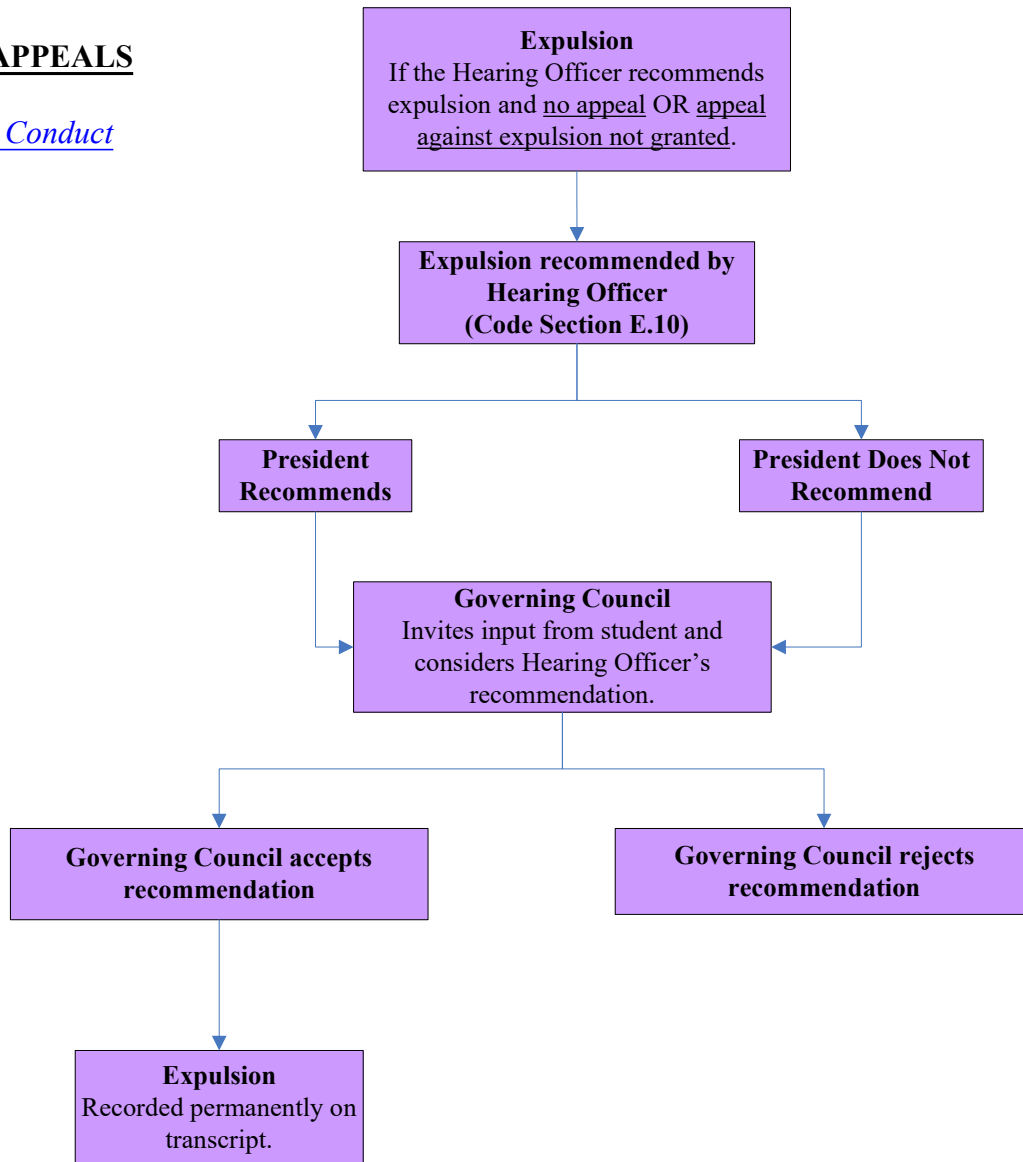 APPEALS
Conduct
Expulsion
If the Hearing Officer recommends
expulsion and no appeal OR appeal
against expulsion not granted.
Expulsion recommended by
Hearing Officer
(Code Section E.10)
President
Recommends
President Does Not
Recommend
Governing Council
Invites input from student and
considers Hearing Officer’s
recommendation.
Governing Council accepts
recommendation
Governing Council rejects
recommendation
Expulsion
Recorded permanently on
transcript.